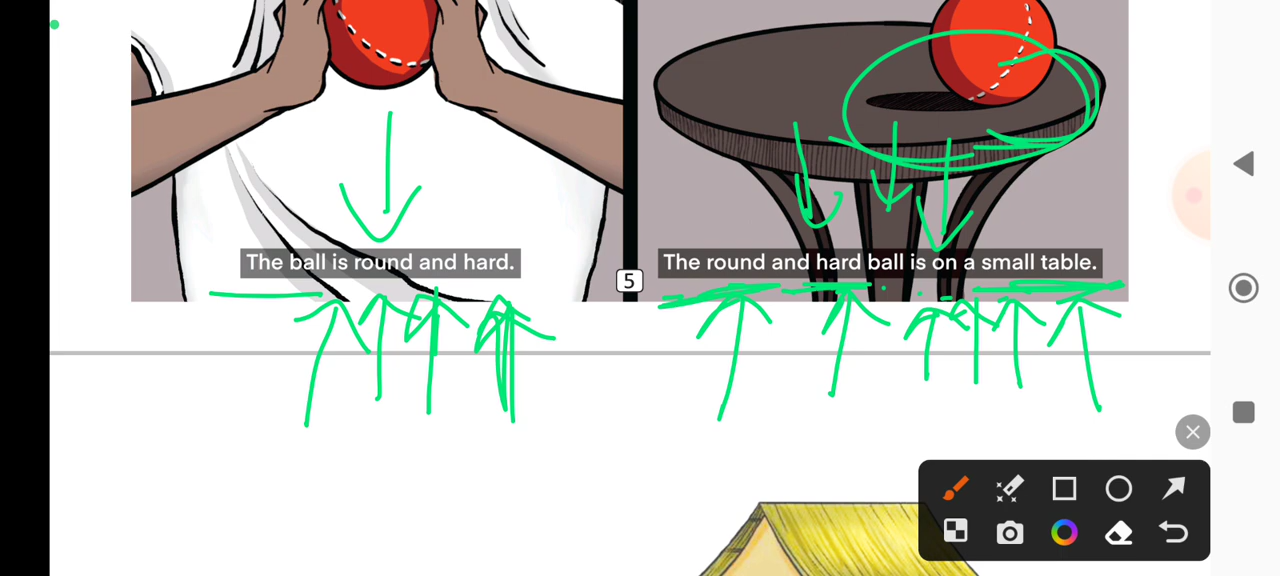 The ball is round and hard.
5
The round and hard ball is on a small table.